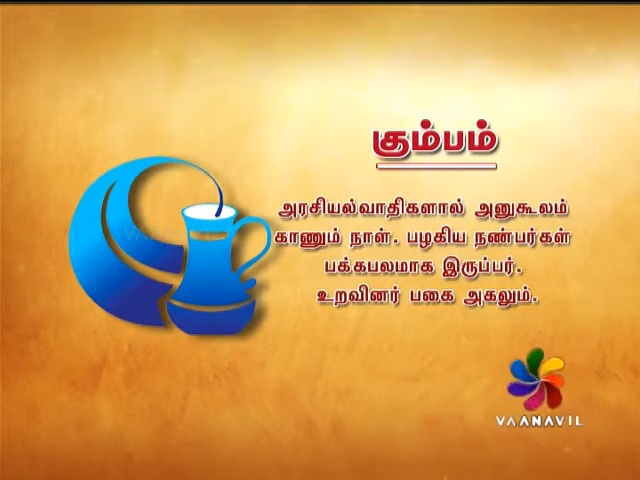 கும்பம்
அரசியல்வாதிகளால் அனுகூலம்
காணும் நாள். பழகிய நண்பர்கள்
பக்கபலமாக இருப்பர்.
உறவினர் பகை அகலும்.
VAANAVIL